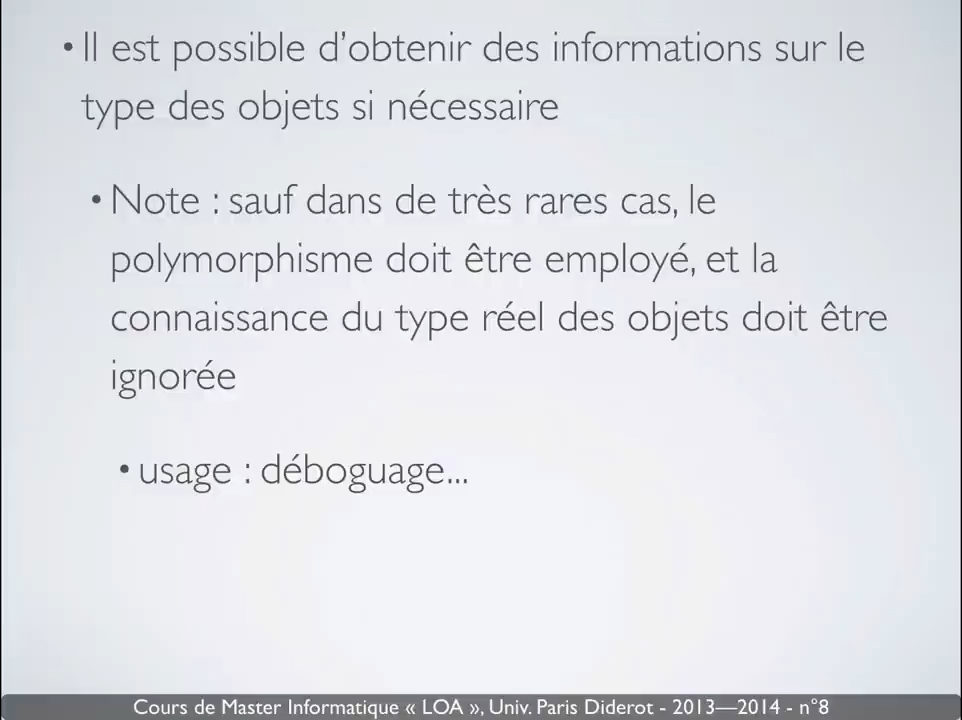 • Il est possible d’obtenir des informations sur le
type des objets si nécessaire
• Note : sauf dans de très rares cas, le
polymorphisme doit être employé, et la
connaissance du type réel des objets doit être
ignorée
• usage : déboguage...
Cours de Master Informatique « LOA », Univ. Paris Diderot - 2013—2014 - n°8